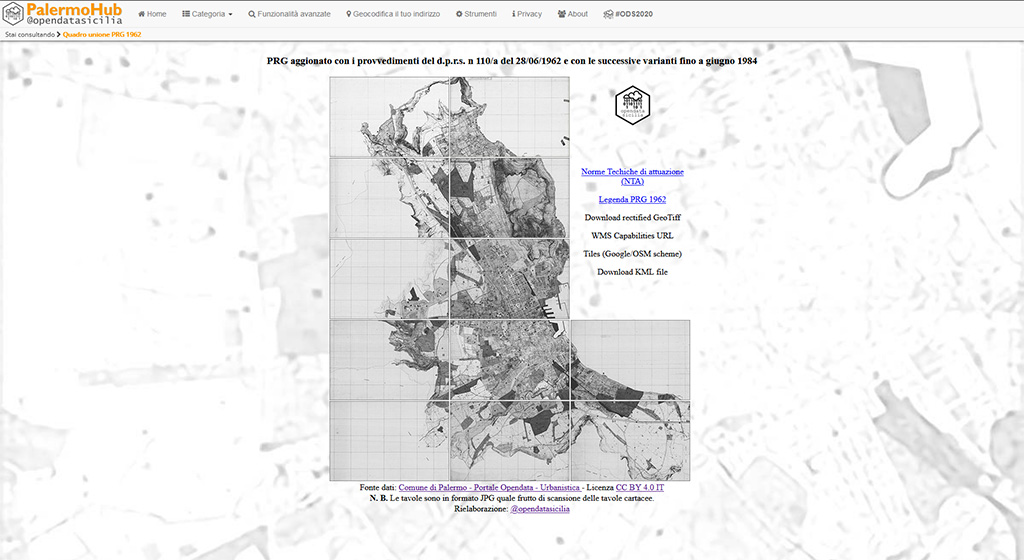 PalermoHub
@opendatasicilia
Home Categoria Funzionalità avanzate Geocodifica il tuo indirizzo Strumenti Privacy About #ODS2020
Stai consultando Quadro unione PRG 1962
PRG aggionato con i provvedimenti del d.p.r.s. n 110/a del 28/06/1962 e con le successive varianti fino a giugno 1984
opendata
sicilia
Norme Techiche di attuazione
(NTA)
Legenda PRG 1962
Download rectified GeoTiff
WMS Capabilities URL
Tiles (Google/OSM scheme)
Download KML file
Fonte dati: Comune di Palermo - Portale Opendata - Urbanistica - Licenza CC BY 4.0 IT
N. B. Le tavole sono in formato JPG quale frutto di scansione delle tavole cartacee.
Rielaborazione: @opendatasicilia